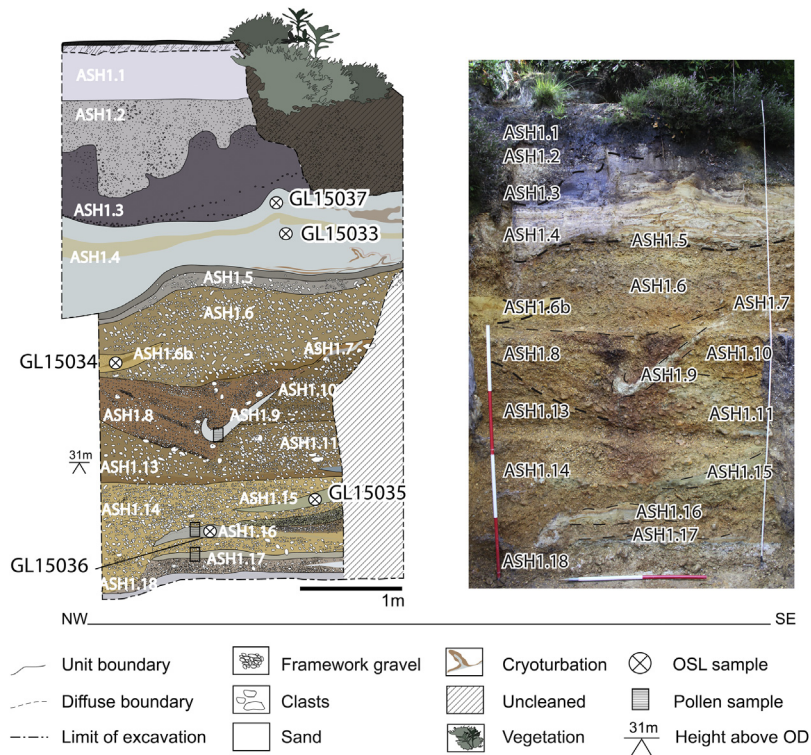 ASH1.1
ASH1.2
ASH1.3
GL15037
GL15033
ASH1.4
ASH1.5
ASH1.6
GL15034
ASH1.6b
ASH1.7
ASH1.10
ASH1.8
ASH1.9
ASH1.11
31m
ASH1.13
ASH1.15
GL15035
ASH1.14
ASH1.16
ASH1.17
GL15036
ASH1.18
1m
ASH1.1
ASH1.2
ASH1.3
ASH1.4
ASH1.5
ASH1.6
ASH1.6b
ASH1.7
ASH1.8
ASH1.10
ASH1.9
ASH1.13
ASH1.11
ASH1.14
ASH1.15
ASH1.16
ASH1.17
ASH1.18
NW SE
Unit boundary
Framework gravel
Cryoturbation
OSL sample
Diffuse boundary
Clasts
Uncleaned
Pollen sample
Limit of excavation
Sand
Vegetation
31m
Height above OD